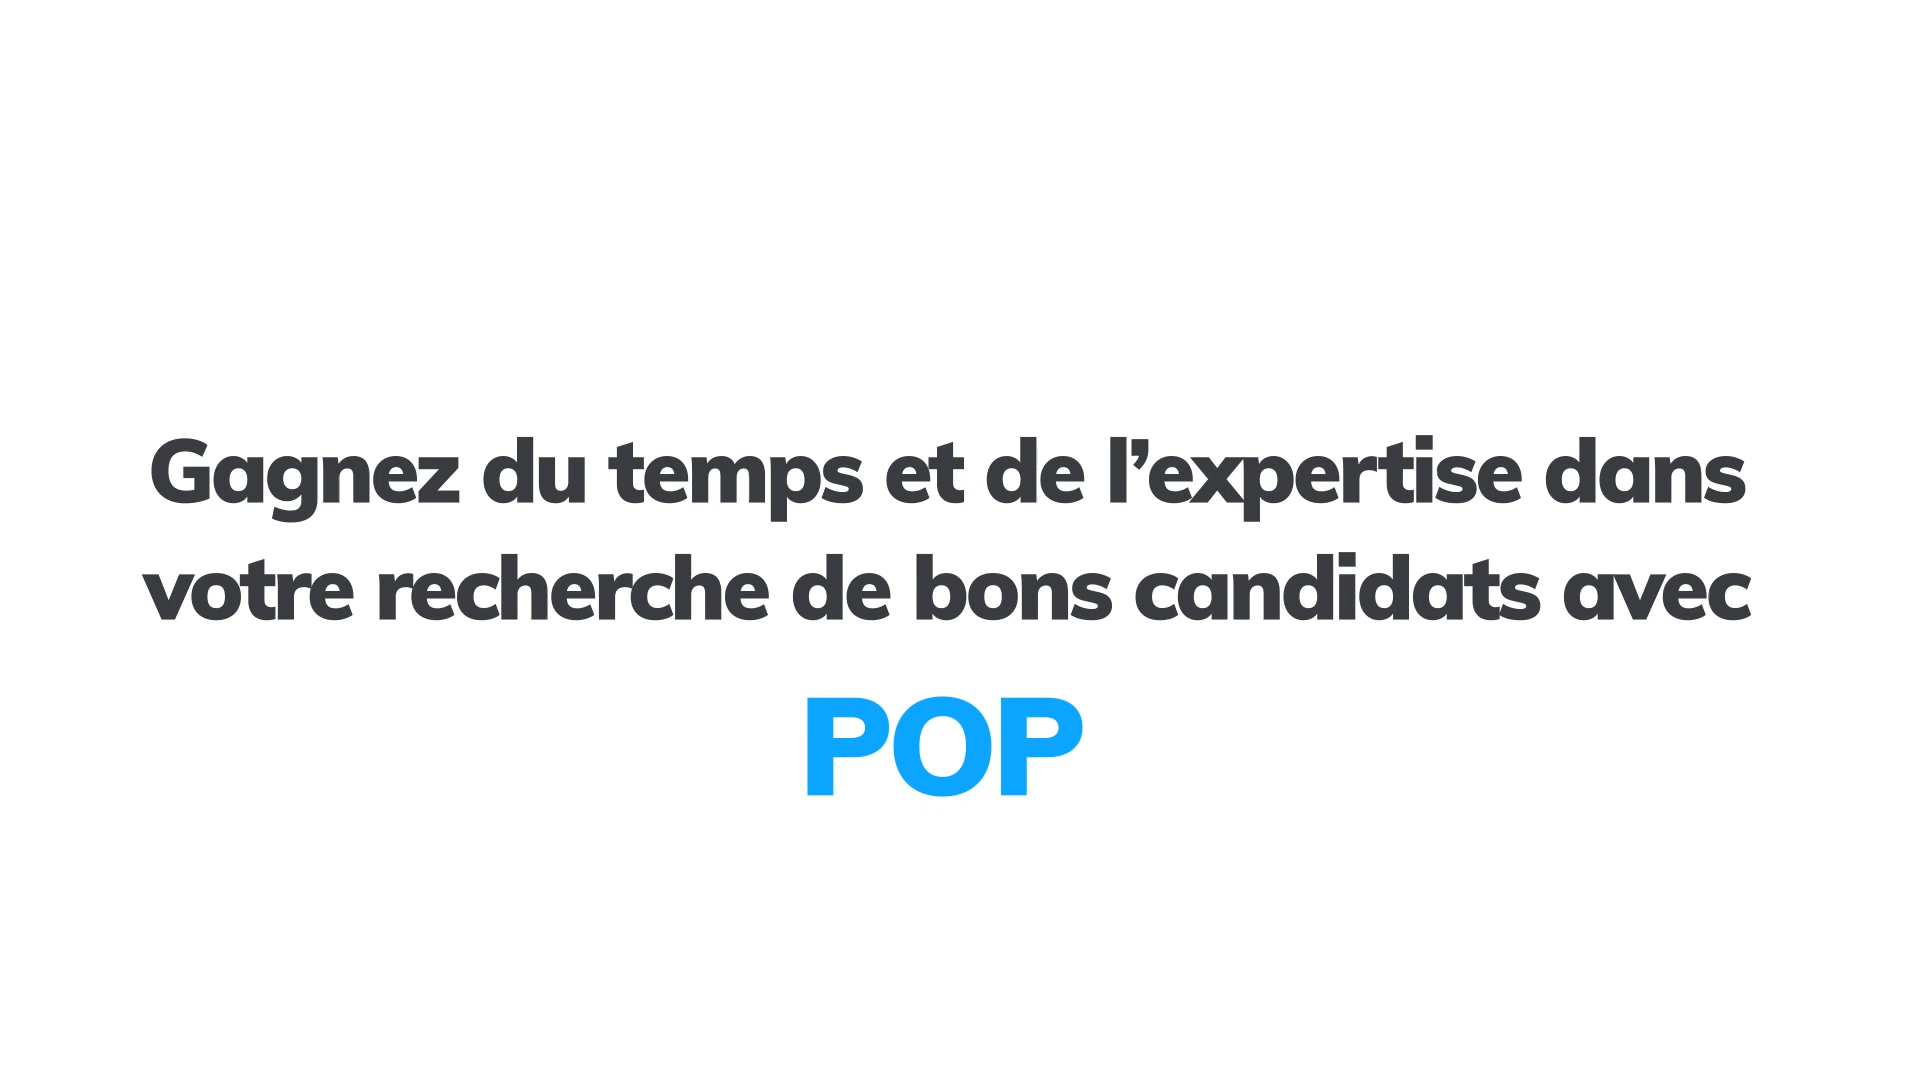 Gagnez du temps et de l’expertise dans
votre recherche de bons candidats avec
POP